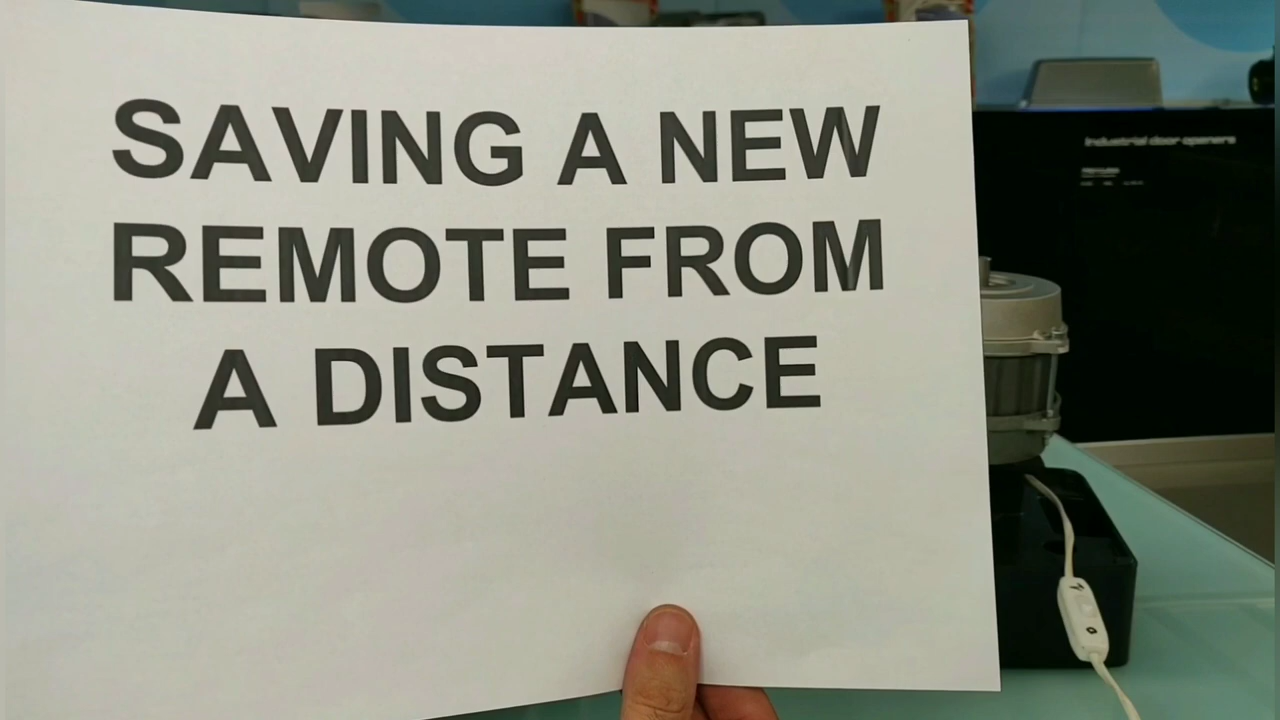 SAVING A NEW
REMOTE FROM
A DISTANCE
Industrial door openers